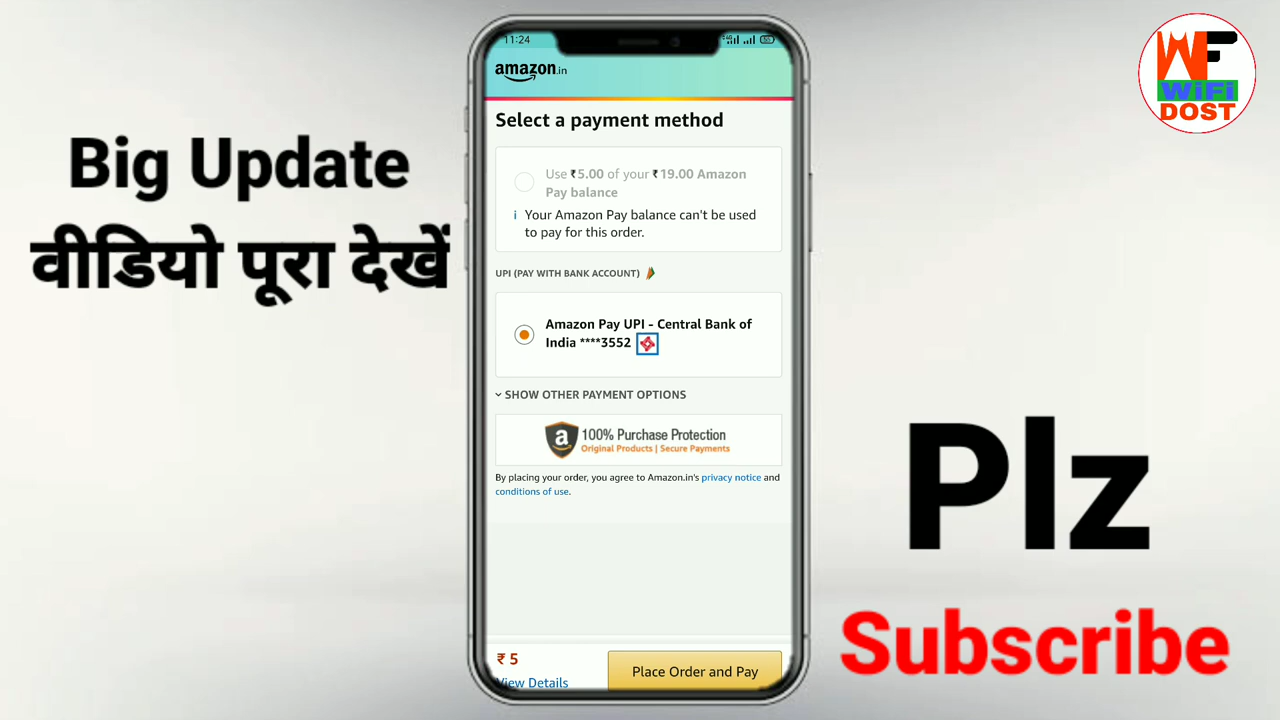 Big Update
वीडियो पूरा देखें
11:24
amazon.in
Select a payment method
Use ₹5.00 of your ₹19.00 Amazon
Pay balance
i Your Amazon Pay balance can't be used
to pay for this order.
UPI (PAY WITH BANK ACCOUNT)
Amazon Pay UPI - Central Bank of
India ****3552
SHOW OTHER PAYMENT OPTIONS
a
100% Purchase Protection
Original Products | Secure Payments
By placing your order, you agree to Amazon.in's privacy notice and
conditions of use.
₹ 5
View Details
Place Order and Pay
WF
WiFi
DOST
Plz
Subscribe